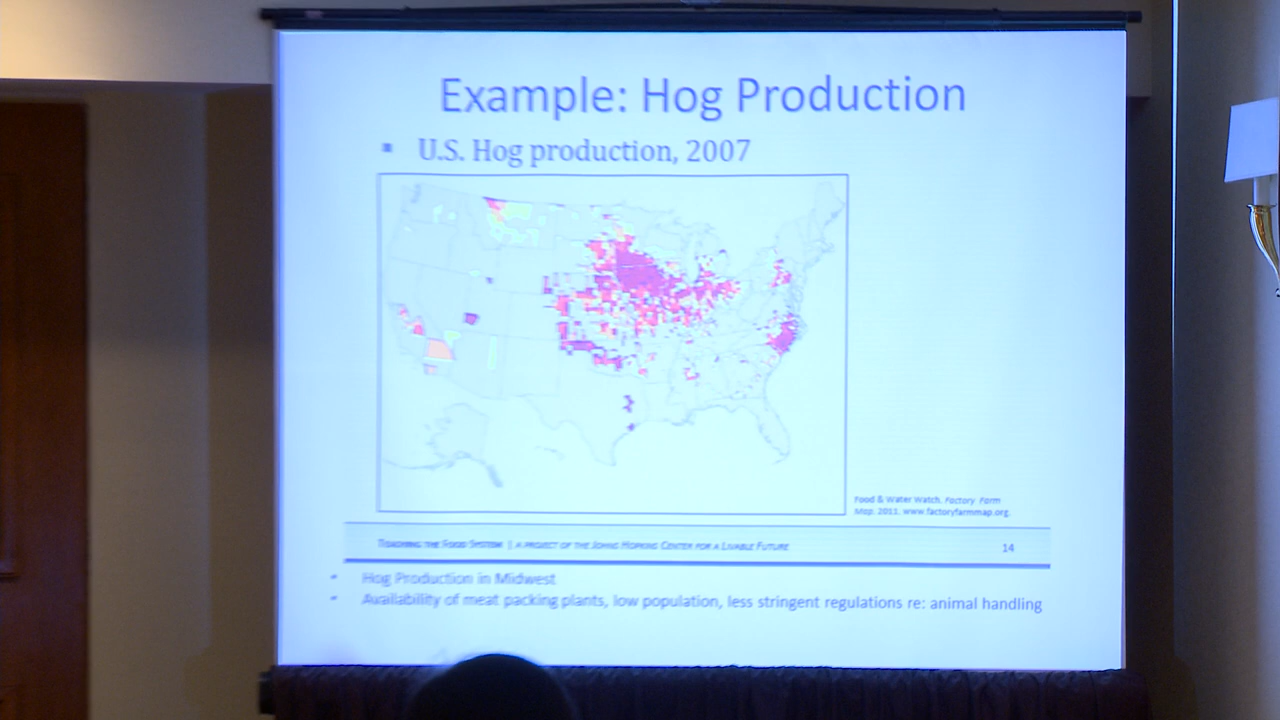 Example: Hog Production
▪ U.S. Hog production, 2007
Food & Water Watch. Factory Farm
Map. 2011. www.factoryfarmmap.org.
Teaching the Food System | A project of the Johns Hopkins Center for a Livable Future
14
• Hog Production in Midwest
• Availability of meat packing plants, low population, less stringent regulations re: animal handling